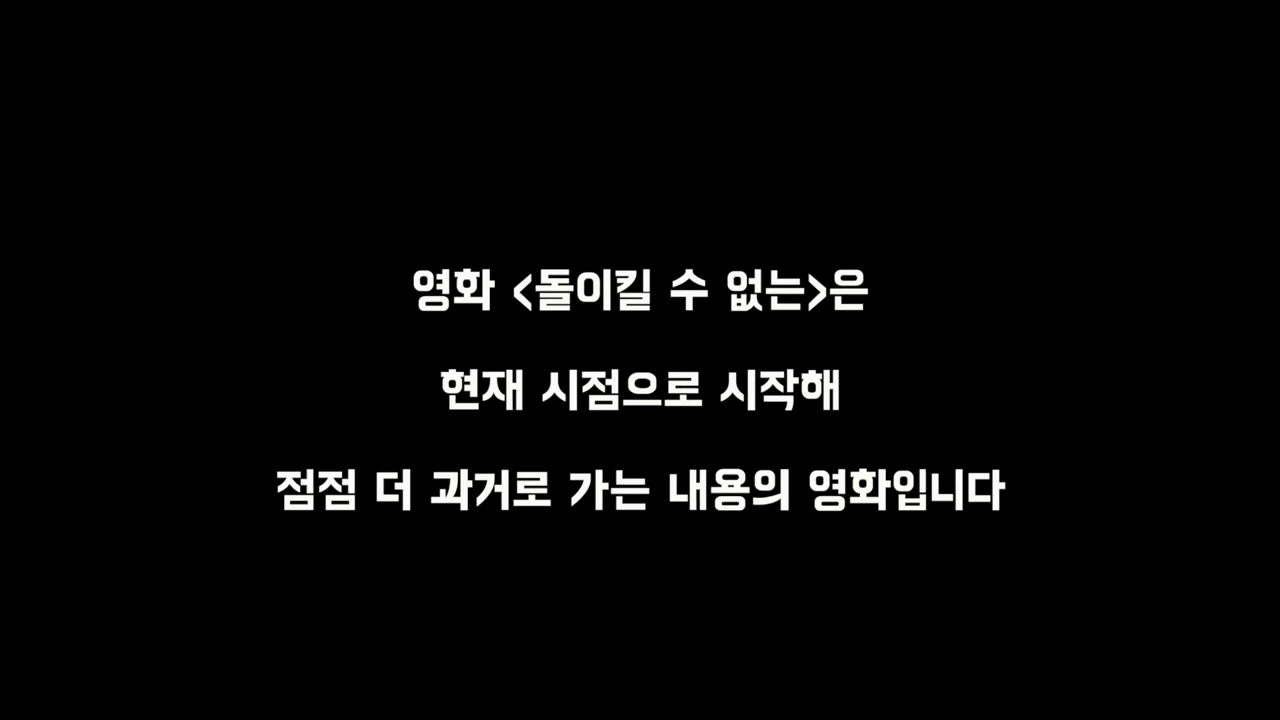 영화 <돌이킬 수 없는>은
현재 시점으로 시작해
점점 더 과거로 가는 내용의 영화입니다